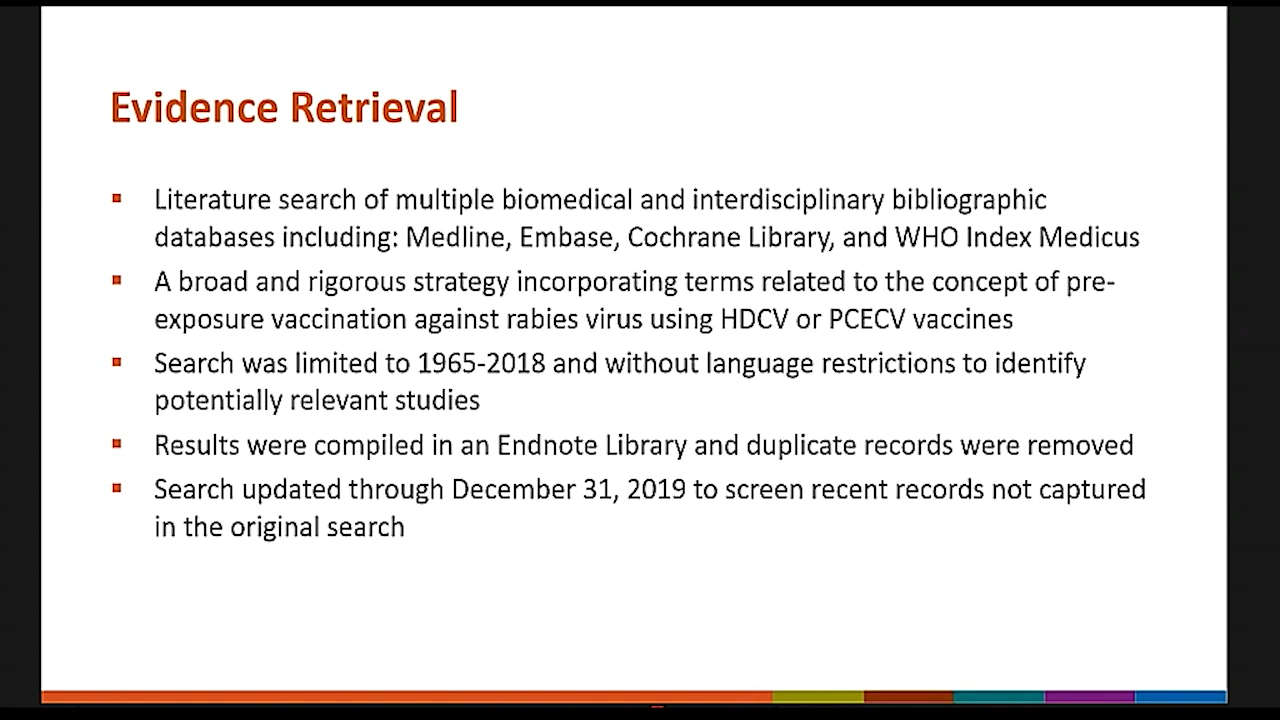 Evidence Retrieval
Literature search of multiple biomedical and interdisciplinary bibliographic
databases including: Medline, Embase, Cochrane Library, and WHO Index Medicus
A broad and rigorous strategy incorporating terms related to the concept of pre-
exposure vaccination against rabies virus using HDCV or PCECV vaccines
Search was limited to 1965-2018 and without language restrictions to identify
potentially relevant studies
Results were compiled in an Endnote Library and duplicate records were removed
Search updated through December 31, 2019 to screen recent records not captured
in the original search